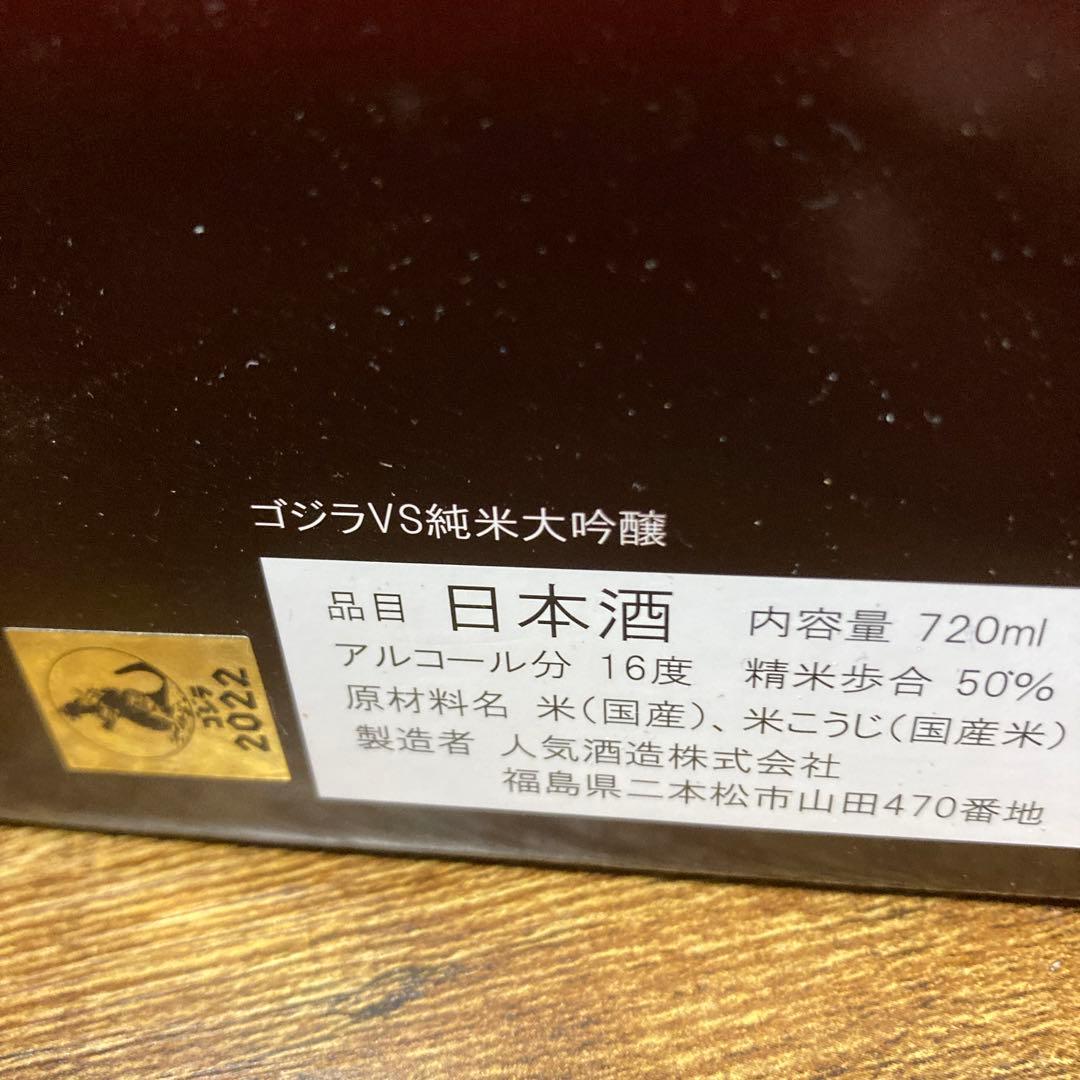 ゴジラVS純米大吟醸
品目 日本酒 内容量 720ml
アルコール分 16度 精米歩合 50%
原材料名 米(国産)、米こうじ(国産米)
製造者 人気酒造株式会社
福島県二本松市山田470番地
ゴジラ
2022